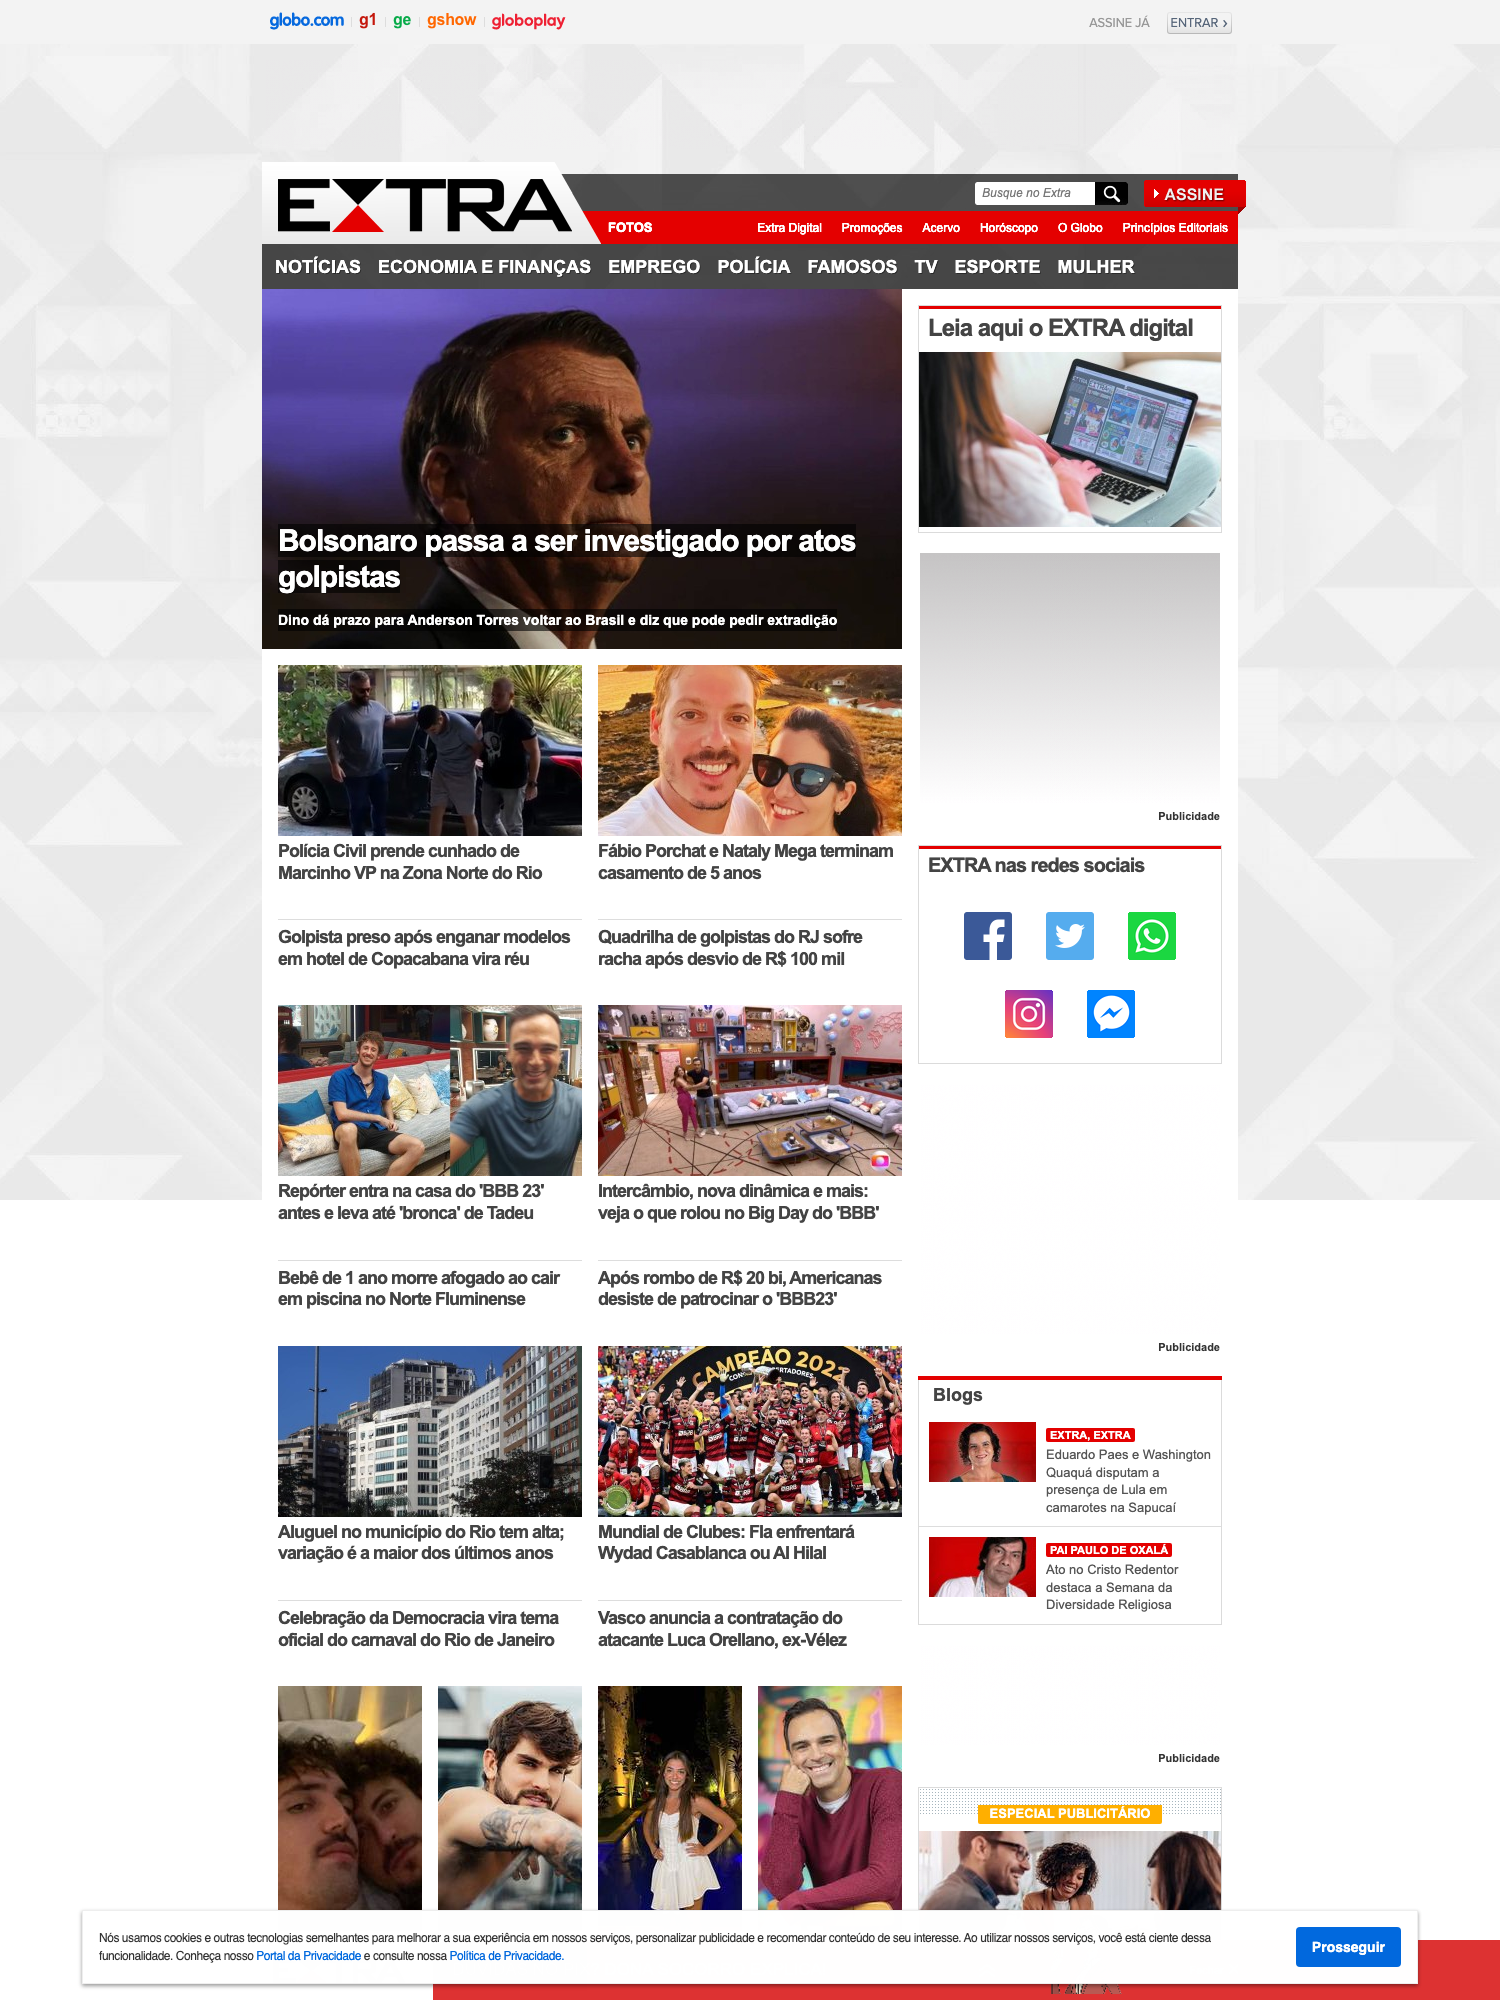 globo.com g1 ge gshow globoplay
ASSINE JÁ
ENTRAR ›
EXTRA
Busque no Extra
ASSINE
FOTOS
Extra Digital Promoções Acervo Horóscopo O Globo Princípios Editoriais
NOTÍCIAS ECONOMIA E FINANÇAS EMPREGO POLÍCIA FAMOSOS TV ESPORTE MULHER
Bolsonaro passa a ser investigado por atos
golpistas
Dino dá prazo para Anderson Torres voltar ao Brasil e diz que pode pedir extradição
Polícia Civil prende cunhado de
Marcinho VP na Zona Norte do Rio
Fábio Porchat e Nataly Mega terminam
casamento de 5 anos
Golpista preso após enganar modelos
em hotel de Copacabana vira réu
Quadrilha de golpistas do RJ sofre
racha após desvio de R$ 100 mil
Repórter entra na casa do 'BBB 23'
antes e leva até 'bronca' de Tadeu
Intercâmbio, nova dinâmica e mais:
veja o que rolou no Big Day do 'BBB'
Bebê de 1 ano morre afogado ao cair
em piscina no Norte Fluminense
Após rombo de R$ 20 bi, Americanas
desiste de patrocinar o 'BBB23'
CAMPEÃO 2022
Aluguel no município do Rio tem alta;
variação é a maior dos últimos anos
Mundial de Clubes: Fla enfrentará
Wydad Casablanca ou Al Hilal
Celebração da Democracia vira tema
oficial do carnaval do Rio de Janeiro
Vasco anuncia a contratação do
atacante Luca Orellano, ex-Vélez
Leia aqui o EXTRA digital
Publicidade
EXTRA nas redes sociais
Publicidade
Blogs
EXTRA, EXTRA
Eduardo Paes e Washington
Quaquá disputam a
presença de Lula em
camarotes na Sapucaí
PAI PAULO DE OXALÁ
Ato no Cristo Redentor
destaca a Semana da
Diversidade Religiosa
Publicidade
ESPECIAL PUBLICITÁRIO
Nós usamos cookies e outras tecnologias semelhantes para melhorar a sua experiência em nossos serviços, personalizar publicidade e recomendar conteúdo de seu interesse. Ao utilizar nossos serviços, você está ciente dessa
funcionalidade. Conheça nosso Portal da Privacidade e consulte nossa Política de Privacidade.
Prosseguir